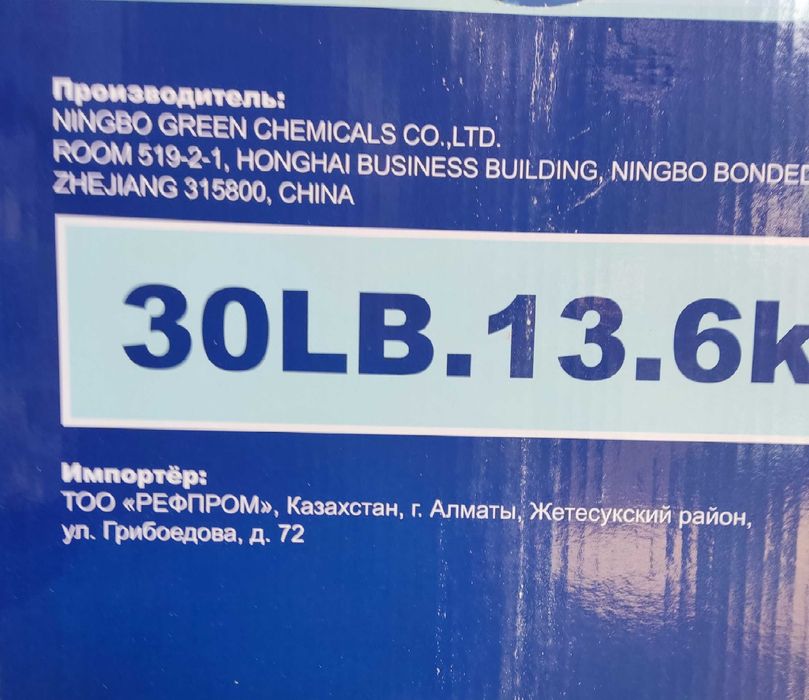 Производитель:
NINGBO GREEN CHEMICALS CO.,LTD.
ROOM 519-2-1, HONGHAI BUSINESS BUILDING, NINGBO BONDED
ZHEJIANG 315800, CHINA
30LB.13.6k
Импортёр:
ТОО «РЕФПРОМ», Казахстан, г. Алматы, Жетесукский район,
ул. Грибоедова, д. 72